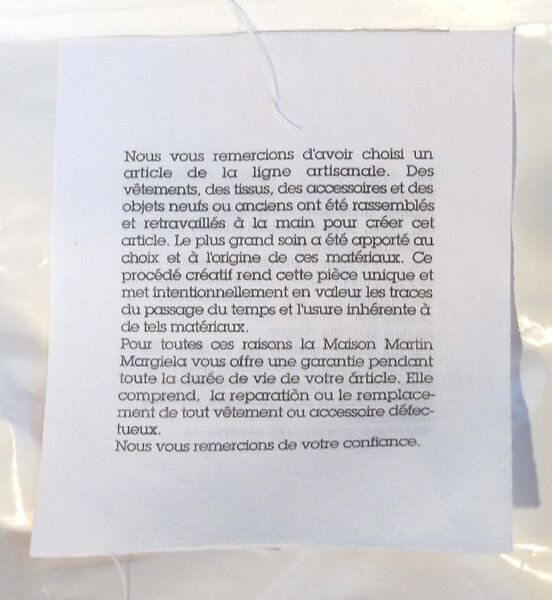 Nous vous remercions d'avoir choisi un
article de la ligne artisanale. Des
vêtements, des tissus, des accessoires et des
objets neufs ou anciens ont été rassemblés
et retravaillés à la main pour créer cet
article. Le plus grand soin a été apporté au
choix et à l'origine de ces matériaux. Ce
procédé créatif rend cette pièce unique et
met intentionnellement en valeur les traces
du passage du temps et l'usure inhérente à
de tels matériaux.
Pour toutes ces raisons la Maison Martin
Margiela vous offre une garantie pendant
toute la durée de vie de votre árticle. Elle
comprend, la reparatiòn ou le remplace-
ment de tout vêtement ou accessoire défec-
tueux.
Nous vous remercions de votre confiance.